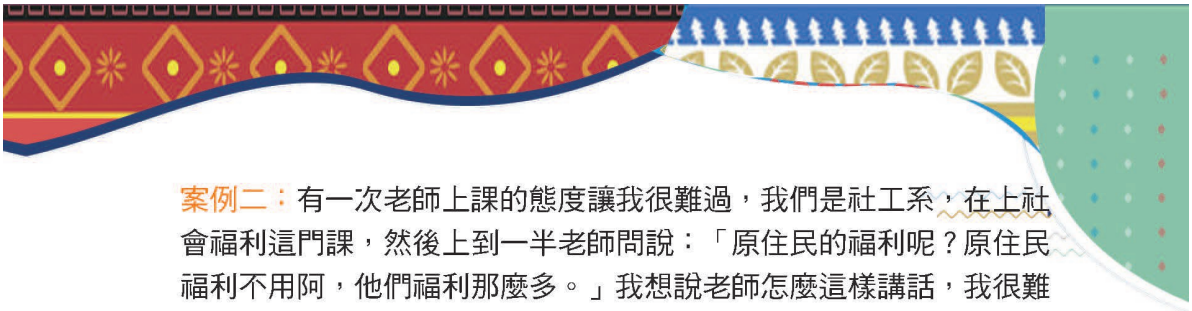 案例二：有一次老師上課的態度讓我很難過，我們是社工系，在上社
會福利這門課，然後上到一半老師問說：「原住民的福利呢？原住民
福利不用阿，他們福利那麼多。」我想說老師怎麼這樣講話，我很難